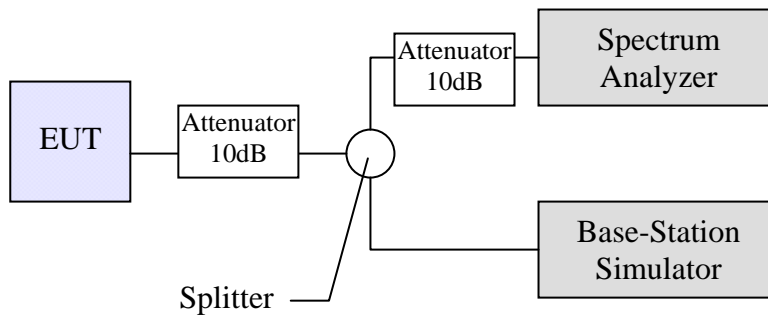 Attenuator
10dB
Spectrum
Analyzer
EUT
Attenuator
10dB
Base-Station
Simulator
Splitter